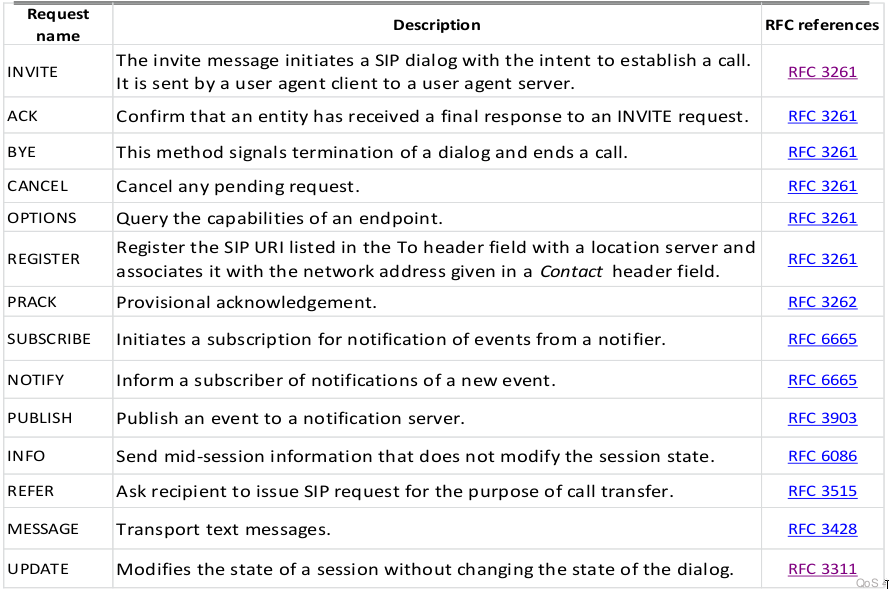 Request name Description RFC references
INVITE The invite message initiates a SIP dialog with the intent to establish a call. It is sent by a user agent client to a user agent server. RFC 3261
ACK Confirm that an entity has received a final response to an INVITE request. RFC 3261
BYE This method signals termination of a dialog and ends a call. RFC 3261
CANCEL Cancel any pending request. RFC 3261
OPTIONS Query the capabilities of an endpoint. RFC 3261
REGISTER Register the SIP URI listed in the To header field with a location server and associates it with the network address given in a Contact header field. RFC 3261
PRACK Provisional acknowledgement. RFC 3262
SUBSCRIBE Initiates a subscription for notification of events from a notifier. RFC 6665
NOTIFY Inform a subscriber of notifications of a new event. RFC 6665
PUBLISH Publish an event to a notification server. RFC 3903
INFO Send mid-session information that does not modify the session state. RFC 6086
REFER Ask recipient to issue SIP request for the purpose of call transfer. RFC 3515
MESSAGE Transport text messages. RFC 3428
UPDATE Modifies the state of a session without changing the state of the dialog. RFC 3311
QoS